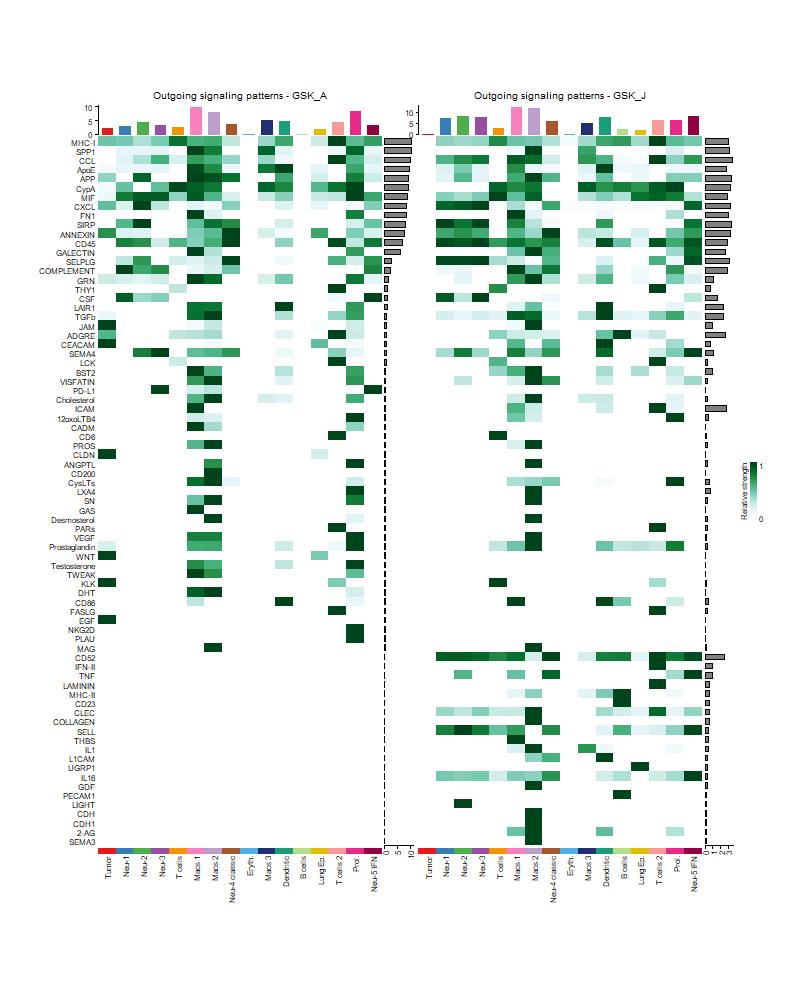 Outgoing signaling patterns - GSK_A
Outgoing signaling patterns - GSK_J
10
5
0
10
5
0
MHC-I
SPP1
CCL
ApoE
APP
CypA
MIF
CXCL
FN1
SIRP
ANNEXIN
CD45
GALECTIN
SELPLG
COMPLEMENT
GRN
THY1
CSF
LAIR1
TGFb
JAM
ADGRE
CEACAM
SEMA4
LCK
BST2
VISFATIN
PD-L1
Cholesterol
ICAM
12oxoLTB4
CADM
CD6
PROS
CLDN
ANGPTL
CD200
CysLTs
LXA4
SN
GAS
Desmosterol
PARs
VEGF
Prostaglandin
WNT
Testosterone
TWEAK
KLK
DHT
CD86
FASLG
EGF
NKG2D
PLAU
MAG
CD52
IFN-II
TNF
LAMININ
MHC-II
CD23
CLEC
COLLAGEN
SELL
THBS
IL1
L1CAM
UGRP1
IL16
GDF
PECAM1
LIGHT
CDH
CDH1
2-AG
SEMA3
Relative strength
1
0
Tumor
Neu-1
Neu-2
Neu-3
T cells
Macs 1
Macs 2
Neu-4 classic
Eryth.
Macs 3
Dendritic
B cells
Lung Ep.
T cells 2
Prol.
Neu-5 IFN
0
5
10
Tumor
Neu-1
Neu-2
Neu-3
T cells
Macs 1
Macs 2
Neu-4 classic
Eryth.
Macs 3
Dendritic
B cells
Lung Ep.
T cells 2
Prol.
Neu-5 IFN
0
1
2
3